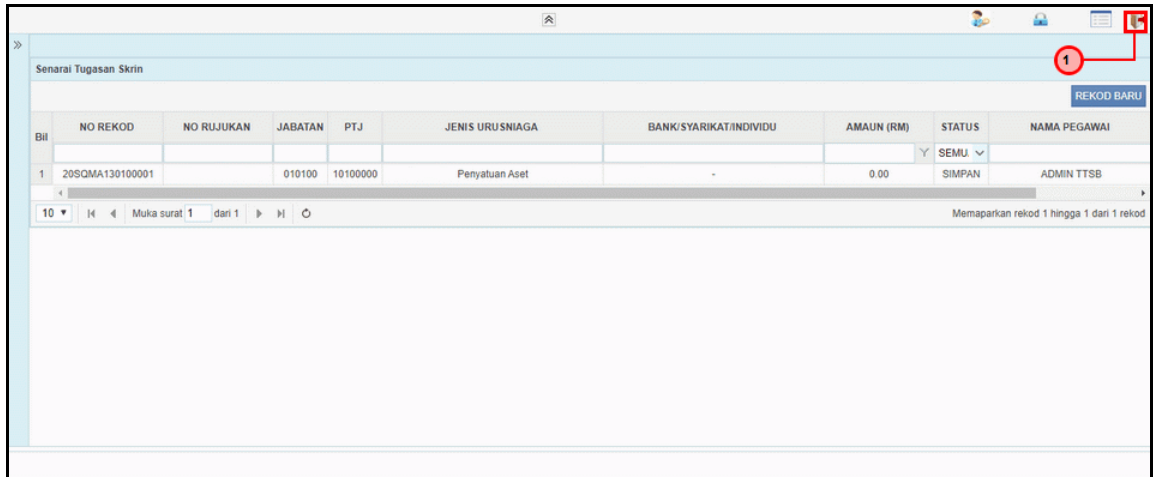 1
Senarai Tugasan Skrin
REKOD BARU
Bil NO REKOD NO RUJUKAN JABATAN PTJ JENIS URUSNIAGA BANK/SYARIKAT/INDIVIDU AMAUN (RM) STATUS NAMA PEGAWAI
SEMU
1 20SQMA130100001 010100 10100000 Penyatuan Aset - 0.00 SIMPAN ADMIN TTSB
10 Muka surat 1 dari 1 Memaparkan rekod 1 hingga 1 dari 1 rekod